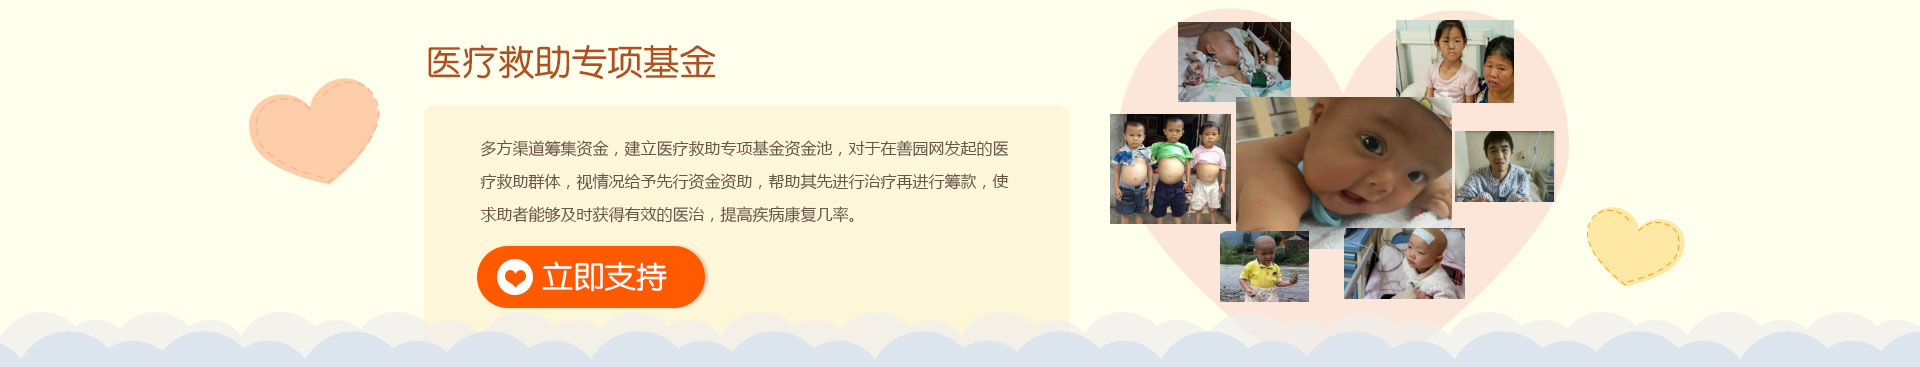 医疗救助专项基金
多方渠道筹集资金，建立医疗救助专项基金资金池，对于在善园网发起的医
疗救助群体，视情况给予先行资金资助，帮助其先进行治疗再进行筹款，使
求助者能够及时获得有效的医治，提高疾病康复几率。
立即支持